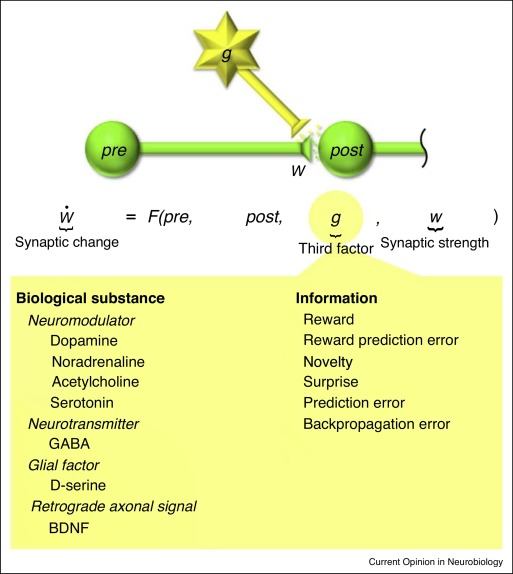 g
pre
post
W
ẇ = F(pre, post, g , w )
Synaptic change
Third factor
Synaptic strength
Biological substance
Neuromodulator
Dopamine
Noradrenaline
Acetylcholine
Serotonin
Neurotransmitter
GABA
Glial factor
D-serine
Retrograde axonal signal
BDNF
Information
Reward
Reward prediction error
Novelty
Surprise
Prediction error
Backpropagation error
Current Opinion in Neurobiology